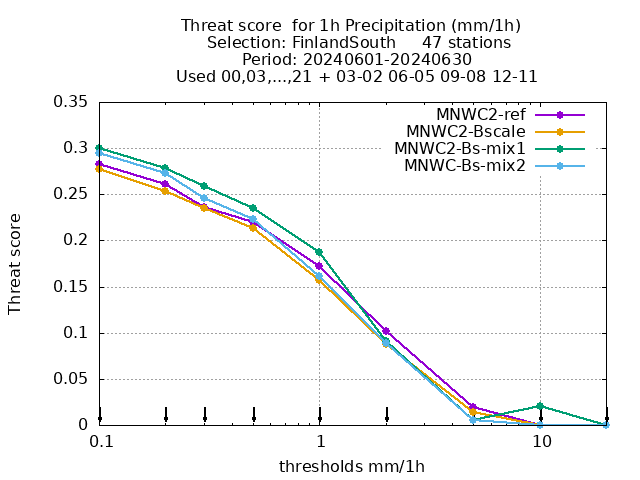 Threat score  for 1h Precipitation (mm/1h)
Selection: FinlandSouth     47 stations
Period: 20240601-20240630
Used 00,03,...,21 + 03-02 06-05 09-08 12-11
MNWC2-ref
MNWC2-Bscale
MNWC2-Bs-mix1
MNWC-Bs-mix2
Threat score
0.35
0.3
0.25
0.2
0.15
0.1
0.05
0
0.1 1 10
thresholds mm/1h